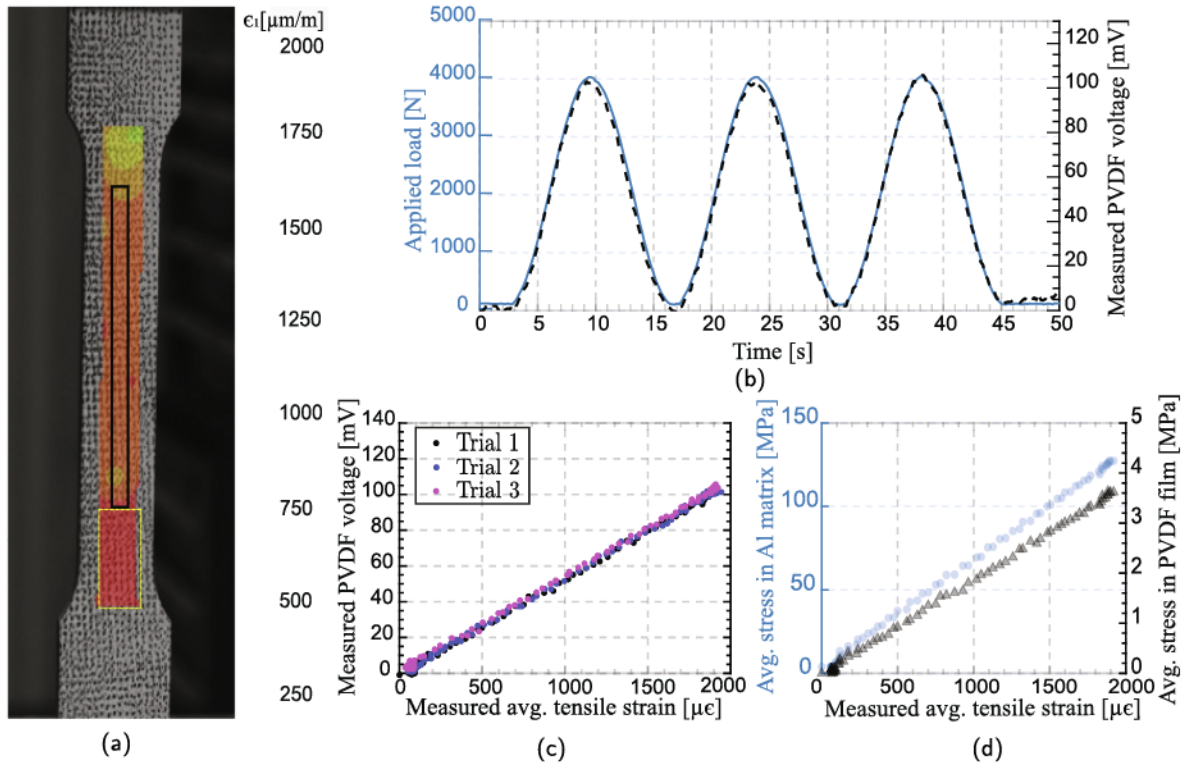 ϵ₁[μm/m]
2000
1750
1500
1250
1000
750
500
250
(a)
Applied load [N]
5000
4000
3000
2000
1000
0
Measured PVDF voltage [mV]
120
100
80
60
40
20
0
0 5 10 15 20 25 30 35 40 45 50
Time [s]
(b)
Measured PVDF voltage [mV]
140
120
100
80
60
40
20
0
Trial 1
Trial 2
Trial 3
0 500 1000 1500 2000
Measured avg. tensile strain [μϵ]
(c)
Avg. stress in Al matrix [MPa]
150
100
50
0
Avg. stress in PVDF film [MPa]
5
4
3
2
1
0
0 500 1000 1500 2000
Measured avg. tensile strain [μϵ]
(d)